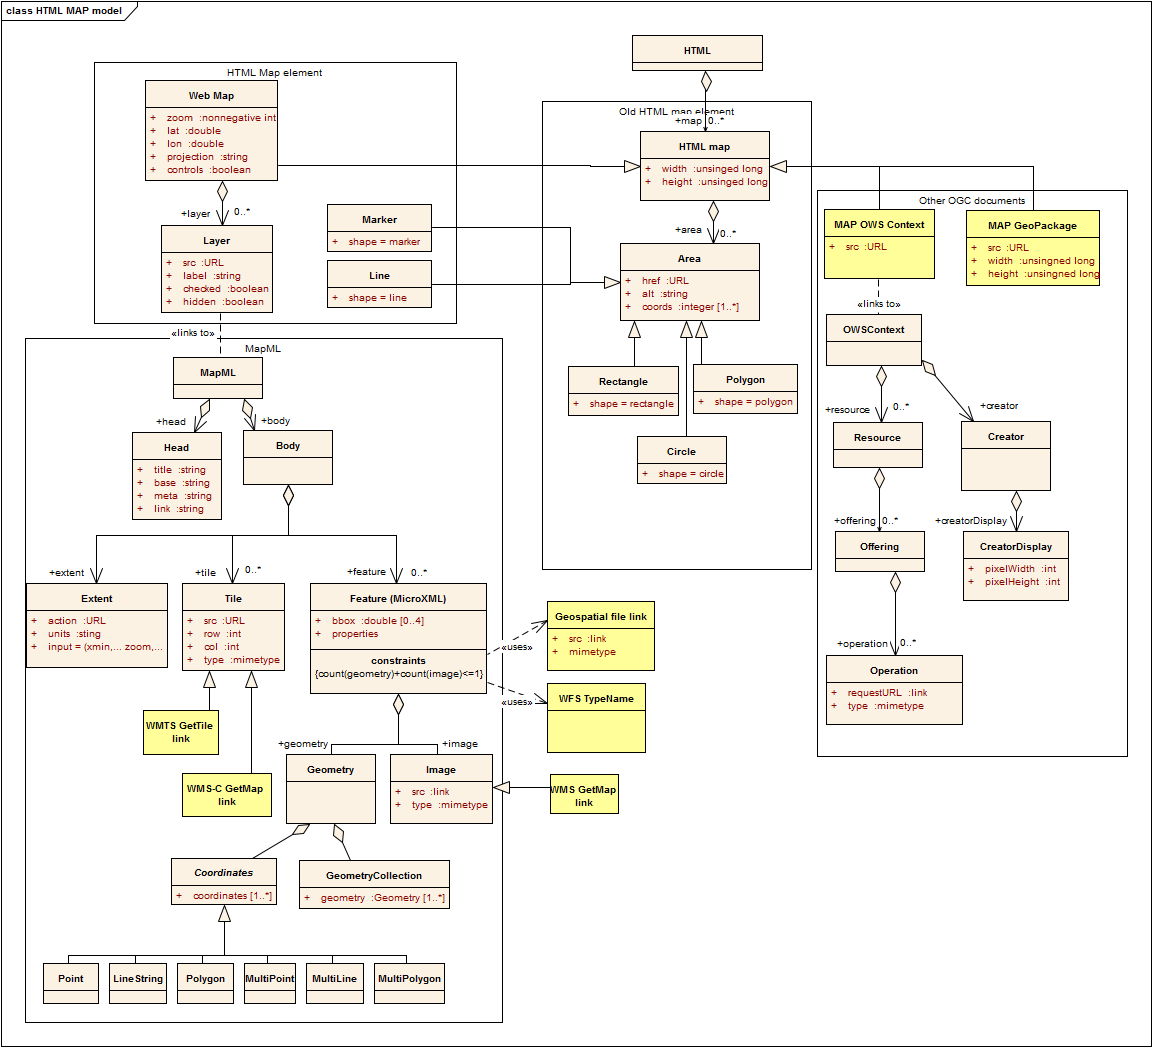 class HTML MAP model
HTML
HTML Map element
Web Map
+ zoom :nonnegative int
+ lat :double
+ lon :double
+ projection :string
+ controls :boolean
+layer 0..*
Layer
+ src :URL
+ label :string
+ checked :boolean
+ hidden :boolean
Marker
+ shape = marker
Line
+ shape = line
Old HTML map element
+map 0..*
HTML map
+ width :unsinged long
+ height :unsinged long
+area 0..*
Area
+ href :URL
+ alt :string
+ coords :integer [1..*]
Rectangle
+ shape = rectangle
Polygon
+ shape = polygon
Circle
+ shape = circle
Other OGC documents
MAP OWS Context
+ src :URL
MAP GeoPackage
+ src :URL
+ width :unsingned long
+ height :unsingned long
«links to»
OWSContext
+resource 0..*
+creator
Resource
Creator
+offering 0..*
+creatorDisplay
Offering
CreatorDisplay
+ pixelWidth :int
+ pixelHeight :int
+operation 0..*
Operation
+ requestURL :link
+ type :mimetype
«links to»
MapML
MapML
+head
+body
Head
+ title :string
+ base :string
+ meta :string
+ link :string
Body
+extent
+tile 0..*
+feature 0..*
Extent
+ action :URL
+ units :sting
+ input = (xmin,... zoom,...
Tile
+ src :URL
+ row :int
+ col :int
+ type :mimetype
Feature (MicroXML)
+ bbox :double [0..4]
+ properties
constraints
{count(geometry)+count(image)<=1}
«uses»
Geospatial file link
+ src :link
+ mimetype
«uses»
WFS TypeName
WMTS GetTile
link
WMS-C GetMap
link
+geometry
+image
Geometry
Image
+ src :link
+ type :mimetype
WMS GetMap
link
Coordinates
+ coordinates [1..*]
GeometryCollection
+ geometry :Geometry [1..*]
Point
LineString
Polygon
MultiPoint
MultiLine
MultiPolygon